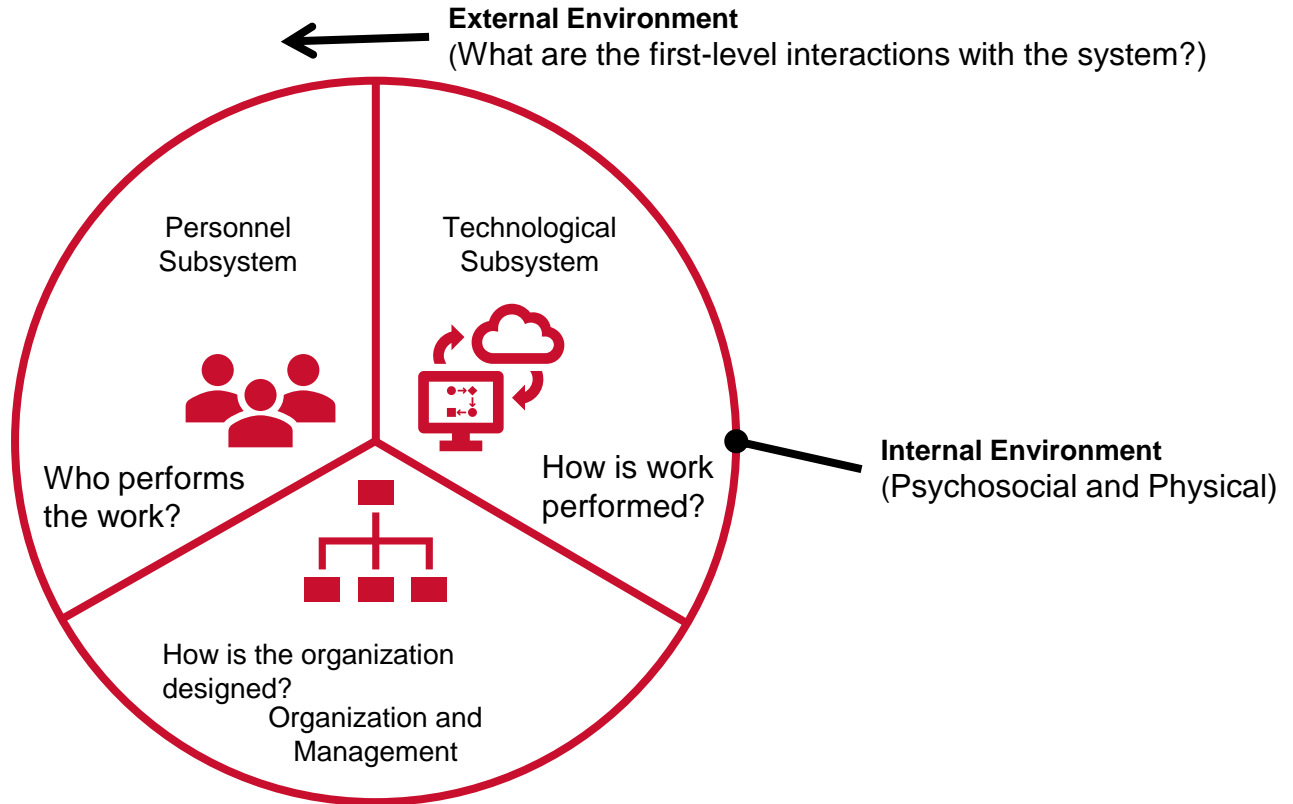 External Environment
(What are the first-level interactions with the system?)
Personnel
Subsystem
Technological
Subsystem
Who performs
the work?
How is work
performed?
Internal Environment
(Psychosocial and Physical)
How is the organization
designed?
Organization and
Management